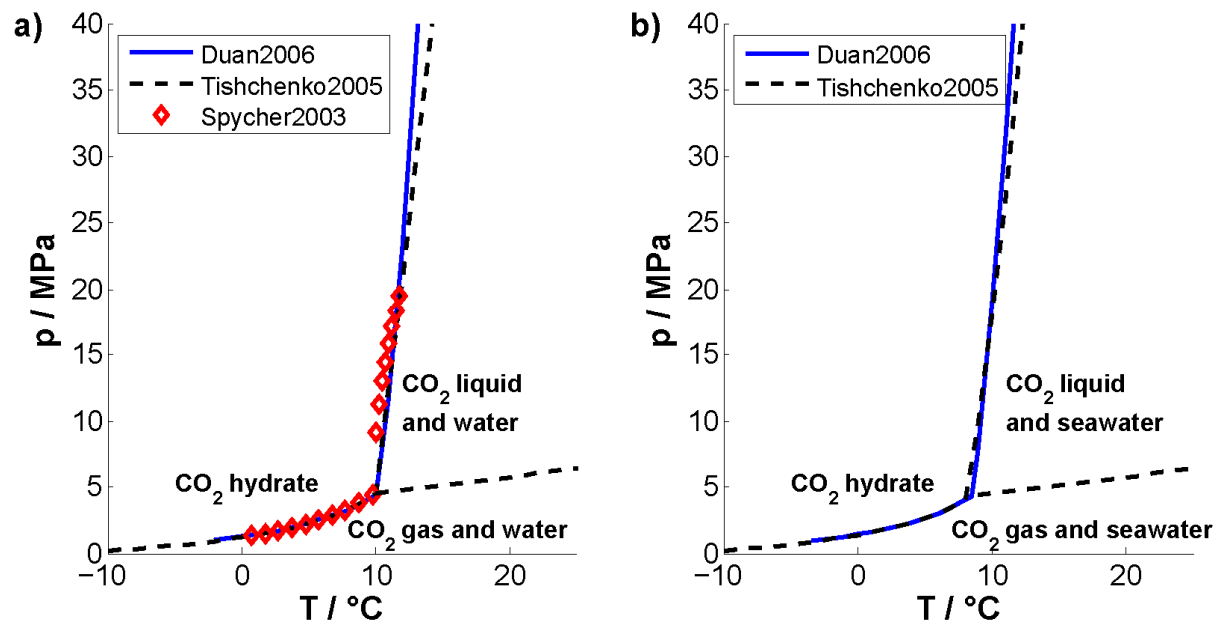 a)
Duan2006
Tishchenko2005
Spycher2003
40
35
30
25
20
15
10
5
0
p / MPa
CO2 liquid
and water
CO2 hydrate
CO2 gas and water
−10
0
10
20
T / °C
b)
Duan2006
Tishchenko2005
40
35
30
25
20
15
10
5
0
p / MPa
CO2 liquid
and seawater
CO2 hydrate
CO2 gas and seawater
−10
0
10
20
T / °C